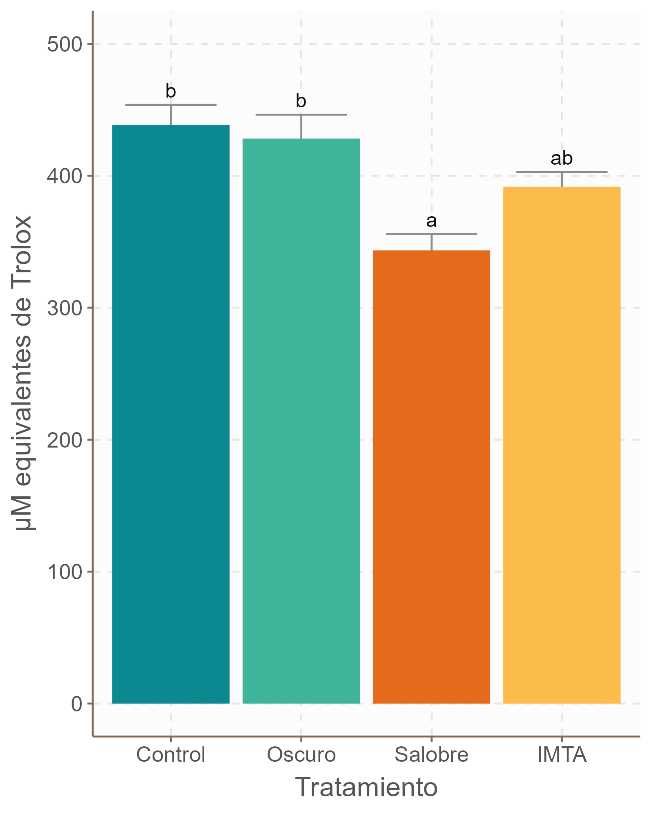 µM equivalentes de Trolox
500
400
300
200
100
0
b
b
a
ab
Control
Oscuro
Salobre
IMTA
Tratamiento